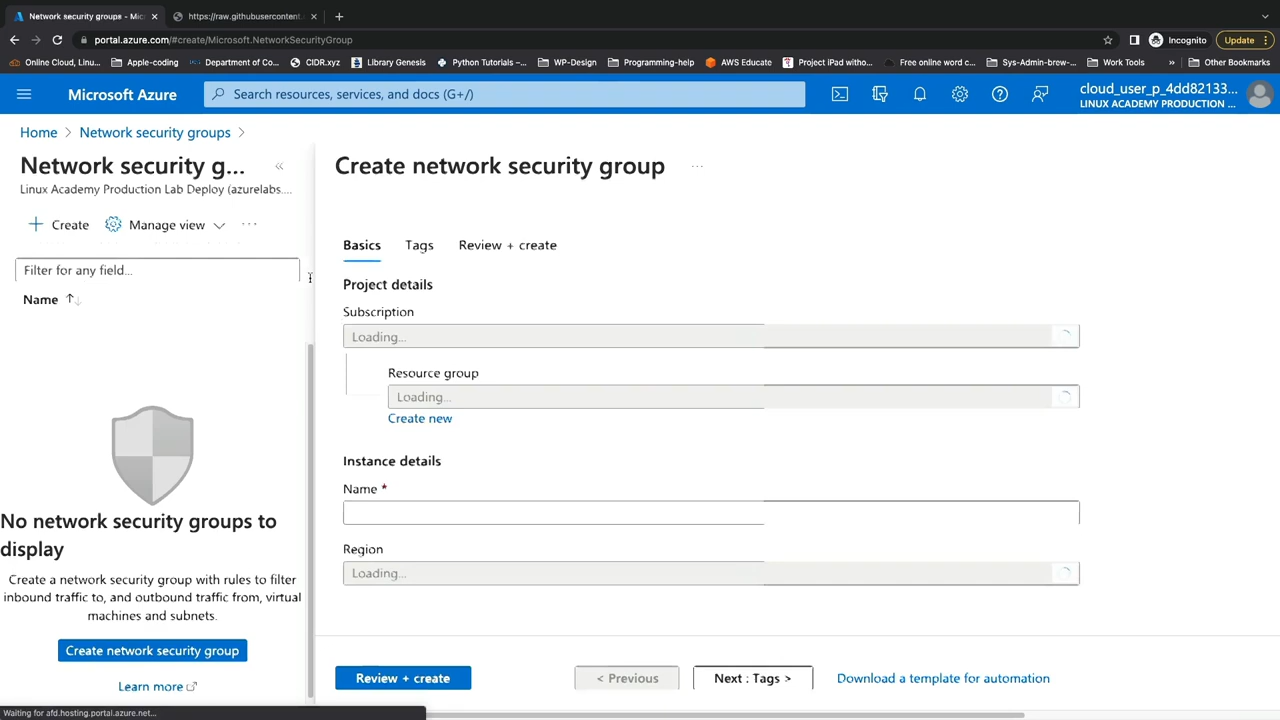 Network security groups - Mic
https://raw.githubusercontent.
portal.azure.com/#create/Microsoft.NetworkSecurityGroup
Incognito
Update
Online Cloud, Linu...
Apple-coding
Department of Co...
CIDR.xyz
Library Genesis
Python Tutorials –...
WP-Design
Programming-help
AWS Educate
Project iPad witho...
Free online word c...
Sys-Admin-brew-...
Work Tools
»
Other Bookmarks
Microsoft Azure
Search resources, services, and docs (G+/)
cloud_user_p_4dd82133...
LINUX ACADEMY PRODUCTION ...
Home > Network security groups >
Network security g...
«
Linux Academy Production Lab Deploy (azurelabs....
+ Create
Manage view
...
Filter for any field...
Name ↑↓
No network security groups to
display
Create a network security group with rules to filter
inbound traffic to, and outbound traffic from, virtual
machines and subnets.
Create network security group
Learn more
Create network security group
...
Basics
Tags
Review + create
Project details
Subscription
Loading...
Resource group
Loading...
Create new
Instance details
Name *
Region
Loading...
Review + create
< Previous
Next : Tags >
Download a template for automation
Waiting for afd.hosting.portal.azure.net...